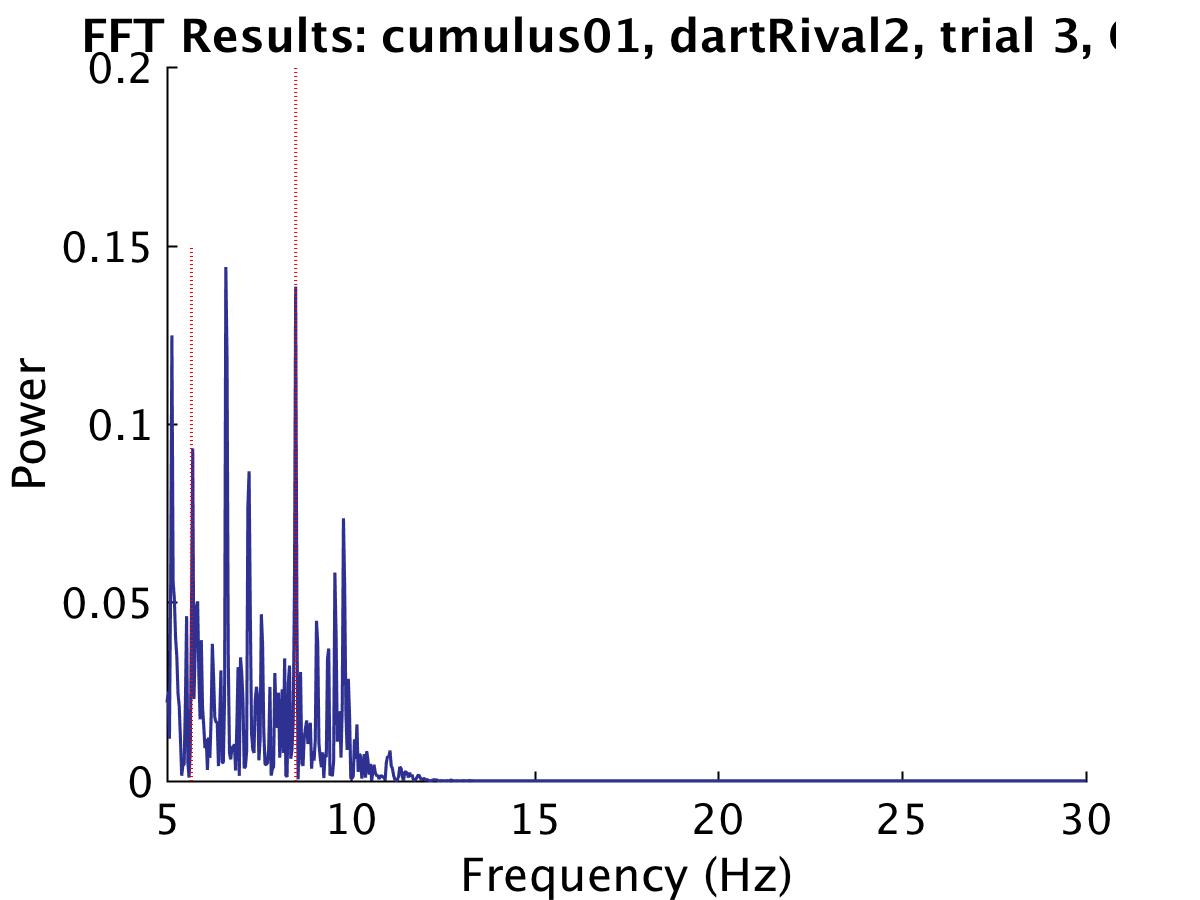 FFT Results: cumulus01, dartRival2, trial 3,
0.2
0.15
0.1
0.05
0
Power
5 10 15 20 25 30
Frequency (Hz)